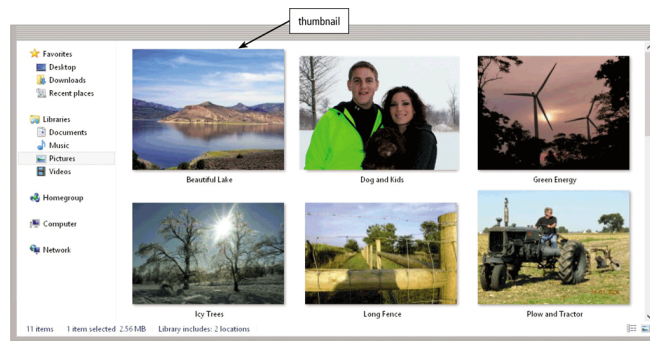 thumbnail
Favorites
Desktop
Downloads
Recent places
Libraries
Documents
Music
Pictures
Videos
Homegroup
Computer
Network
Beautiful Lake
Dog and Kids
Green Energy
Icy Trees
Long Fence
Plow and Tractor
11 items 1 item selected 2.56 MB Library includes: 2 locations